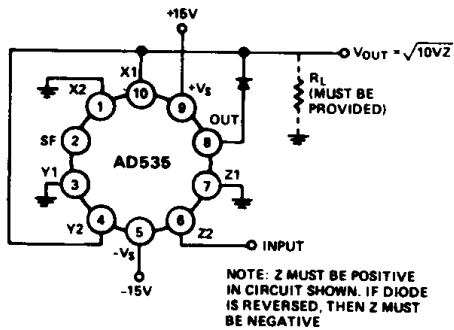 +15V
VOUT = √10VZ
X1
X2
+VS
RL
(MUST BE
PROVIDED)
10
1
9
OUT
SF
2
8
AD535
Y1
3
7
Z1
4
5
6
Y2
Z2
-VS
INPUT
-15V
NOTE: Z MUST BE POSITIVE
IN CIRCUIT SHOWN. IF DIODE
IS REVERSED, THEN Z MUST
BE NEGATIVE